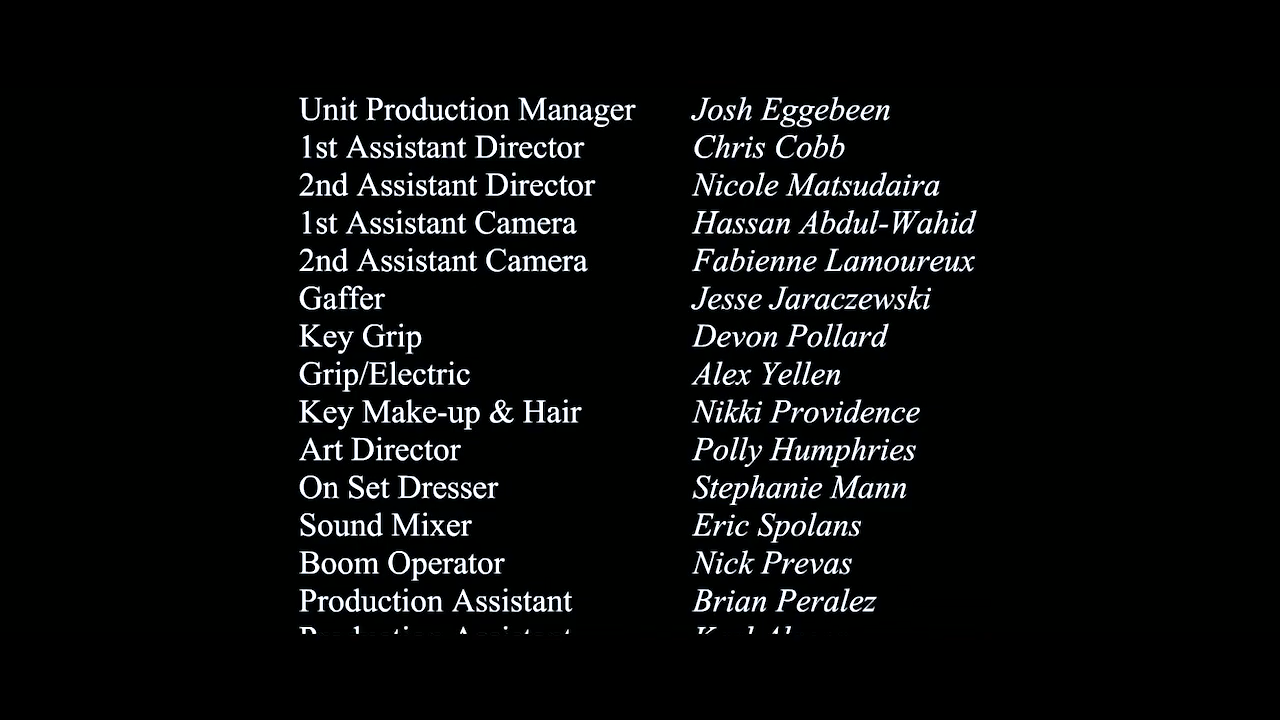 Unit Production Manager Josh Eggebeen
1st Assistant Director Chris Cobb
2nd Assistant Director Nicole Matsudaira
1st Assistant Camera Hassan Abdul-Wahid
2nd Assistant Camera Fabienne Lamoureux
Gaffer Jesse Jaraczewski
Key Grip Devon Pollard
Grip/Electric Alex Yellen
Key Make-up & Hair Nikki Providence
Art Director Polly Humphries
On Set Dresser Stephanie Mann
Sound Mixer Eric Spolans
Boom Operator Nick Prevas
Production Assistant Brian Peralez
Production Assistant